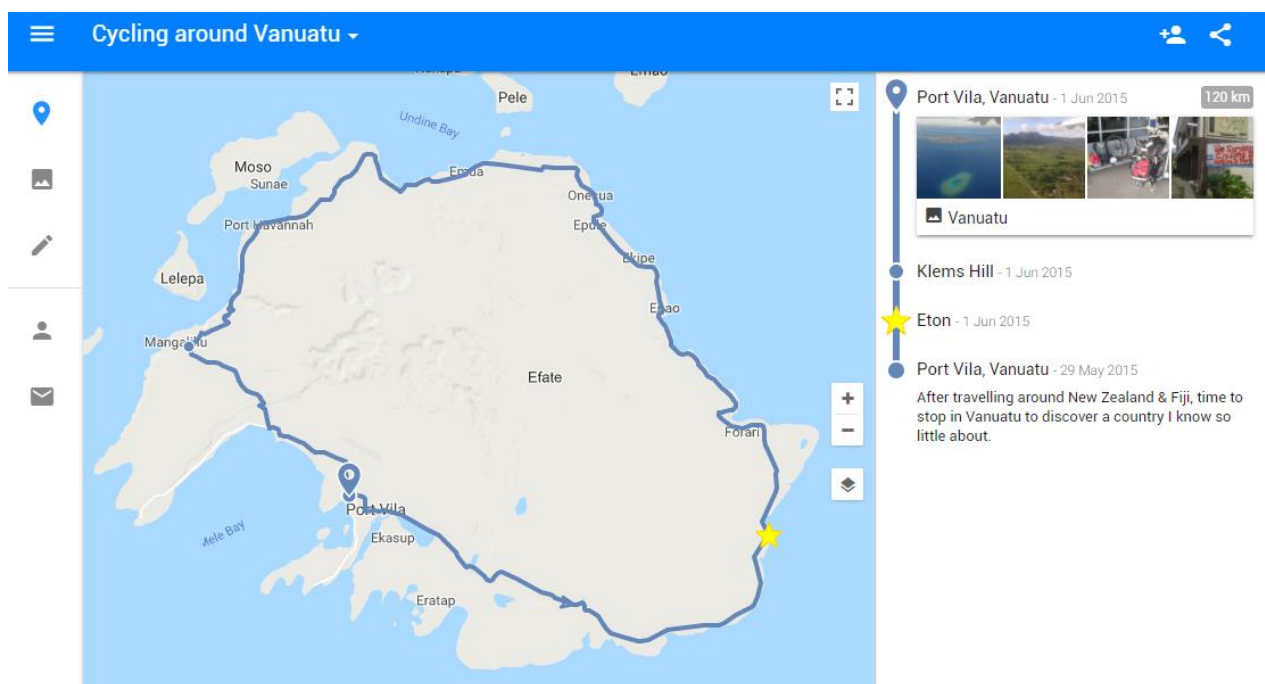 Cycling around Vanuatu
Emao
Pele
Undine Bay
Moso
Sunae
Emua
Onesua
Port Havannah
Epule
Ekipe
Lelepa
Enao
Mangaliliu
Efate
Forari
Port Vila
Mele Bay
Ekasup
Eratap
Port Vila, Vanuatu - 1 Jun 2015
120 km
Vanuatu
Klems Hill - 1 Jun 2015
Eton - 1 Jun 2015
Port Vila, Vanuatu - 29 May 2015
After travelling around New Zealand & Fiji, time to
stop in Vanuatu to discover a country I know so
little about.